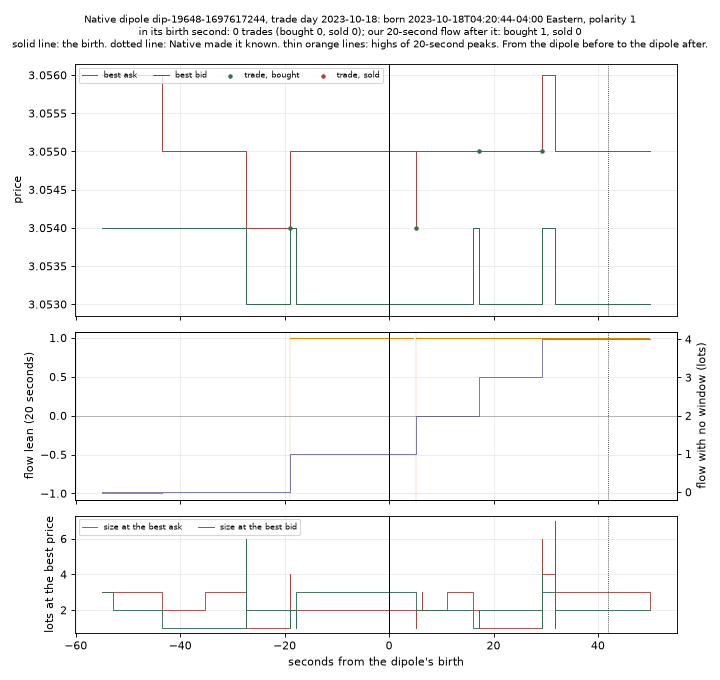 Native dipole dip-19648-1697617244, trade day 2023-10-18: born 2023-10-18T04:20:44-04:00 Eastern, polarity 1
in its birth second: 0 trades (bought 0, sold 0); our 20-second flow after it: bought 1, sold 0
solid line: the birth. dotted line: Native made it known. thin orange lines: highs of 20-second peaks. From the dipole before to the dipole after.
best ask best bid trade, bought trade, sold
3.0560
3.0555
3.0550
3.0545
3.0540
3.0535
3.0530
price
1.0
0.5
0.0
−0.5
−1.0
flow lean (20 seconds)
4
3
2
1
0
flow with no window (lots)
size at the best ask size at the best bid
6
4
2
lots at the best price
−60 −40 −20 0 20 40
seconds from the dipole's birth